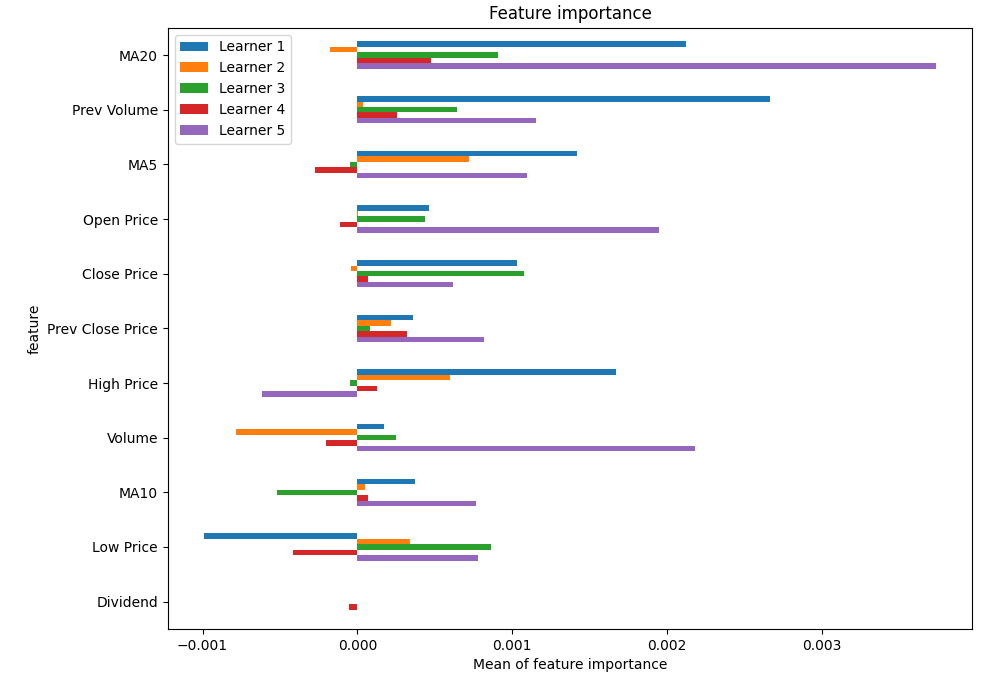 Feature importance
Learner 1
Learner 2
Learner 3
Learner 4
Learner 5
MA20
Prev Volume
MA5
Open Price
Close Price
Prev Close Price
High Price
Volume
MA10
Low Price
Dividend
feature
−0.001
0.000
0.001
0.002
0.003
Mean of feature importance